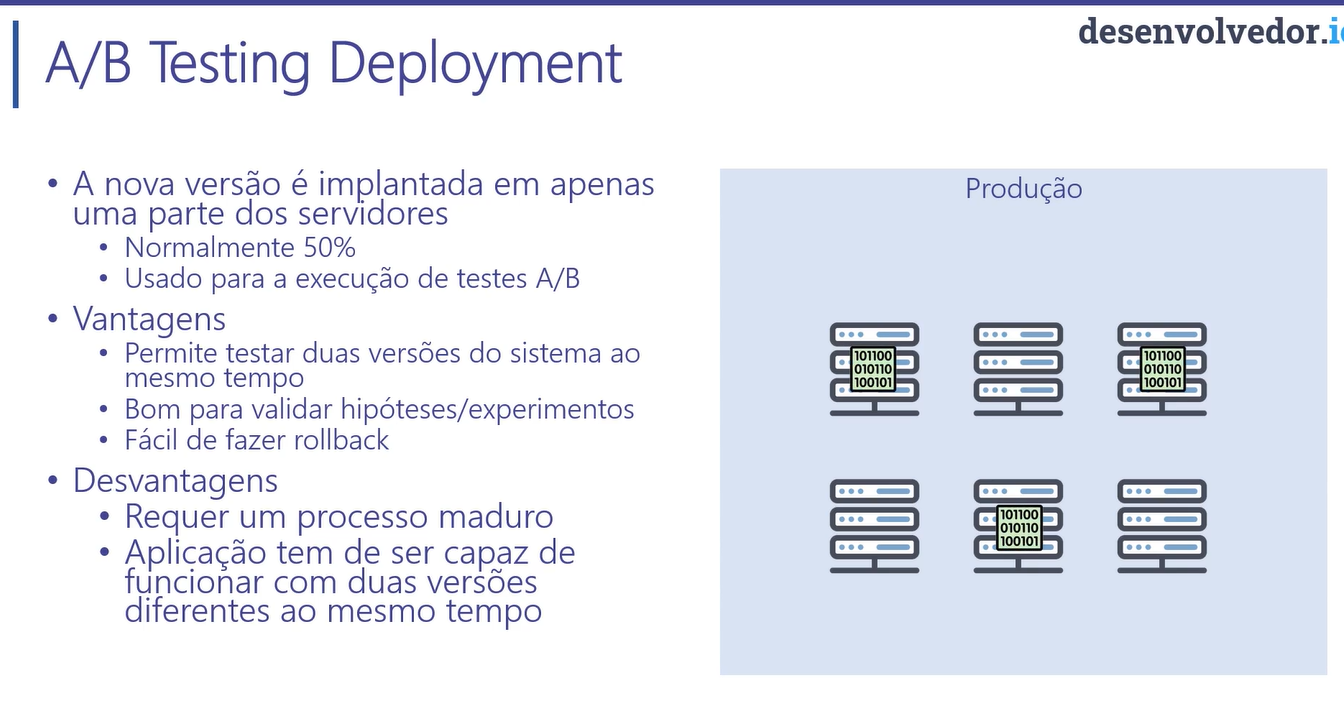 desenvolvedor.io
A/B Testing Deployment
• A nova versão é implantada em apenas
uma parte dos servidores
• Normalmente 50%
• Usado para a execução de testes A/B
• Vantagens
• Permite testar duas versões do sistema ao
mesmo tempo
• Bom para validar hipóteses/experimentos
• Fácil de fazer rollback
• Desvantagens
• Requer um processo maduro
• Aplicação tem de ser capaz de
funcionar com duas versões
diferentes ao mesmo tempo
Produção
101100
010110
100101
101100
010110
100101
101100
010110
100101